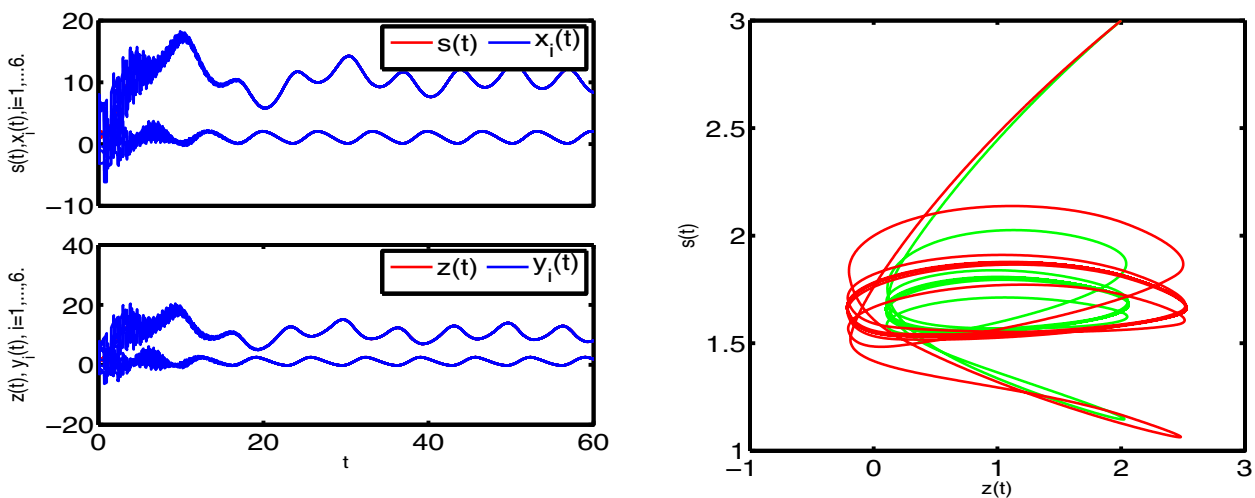 20
10
0
−10
s(t),x_i(t),i=1,...6.
s(t) x_i(t)
40
20
0
−20
z(t), y_i(t), i=1...,6.
z(t) y_i(t)
0 20 40 60
t
3
2.5
2
1.5
1
s(t)
−1 0 1 2 3
z(t)